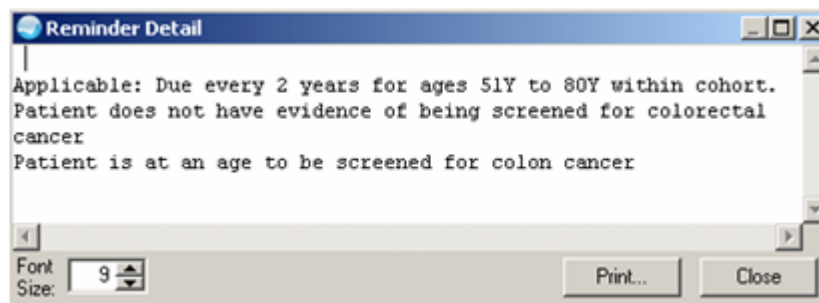 Reminder Detail
Applicable: Due every 2 years for ages 51Y to 80Y within cohort.
Patient does not have evidence of being screened for colorectal
cancer
Patient is at an age to be screened for colon cancer
Font
Size:
9
Print...
Close